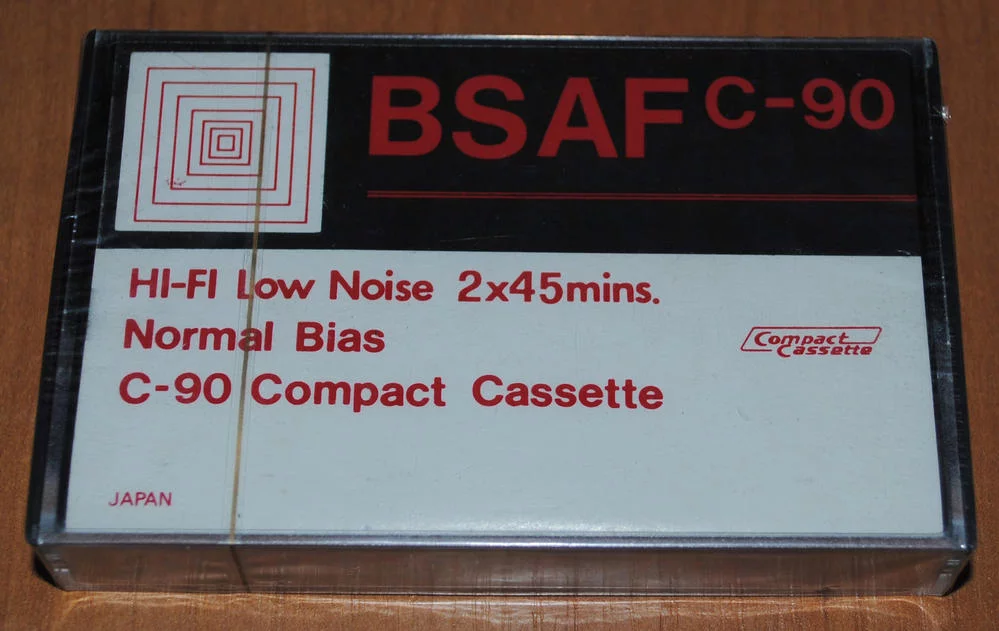 BSAF C-90
HI-FI Low Noise 2x45mins.
Normal Bias
Compact
Cassette
C-90 Compact Cassette
JAPAN